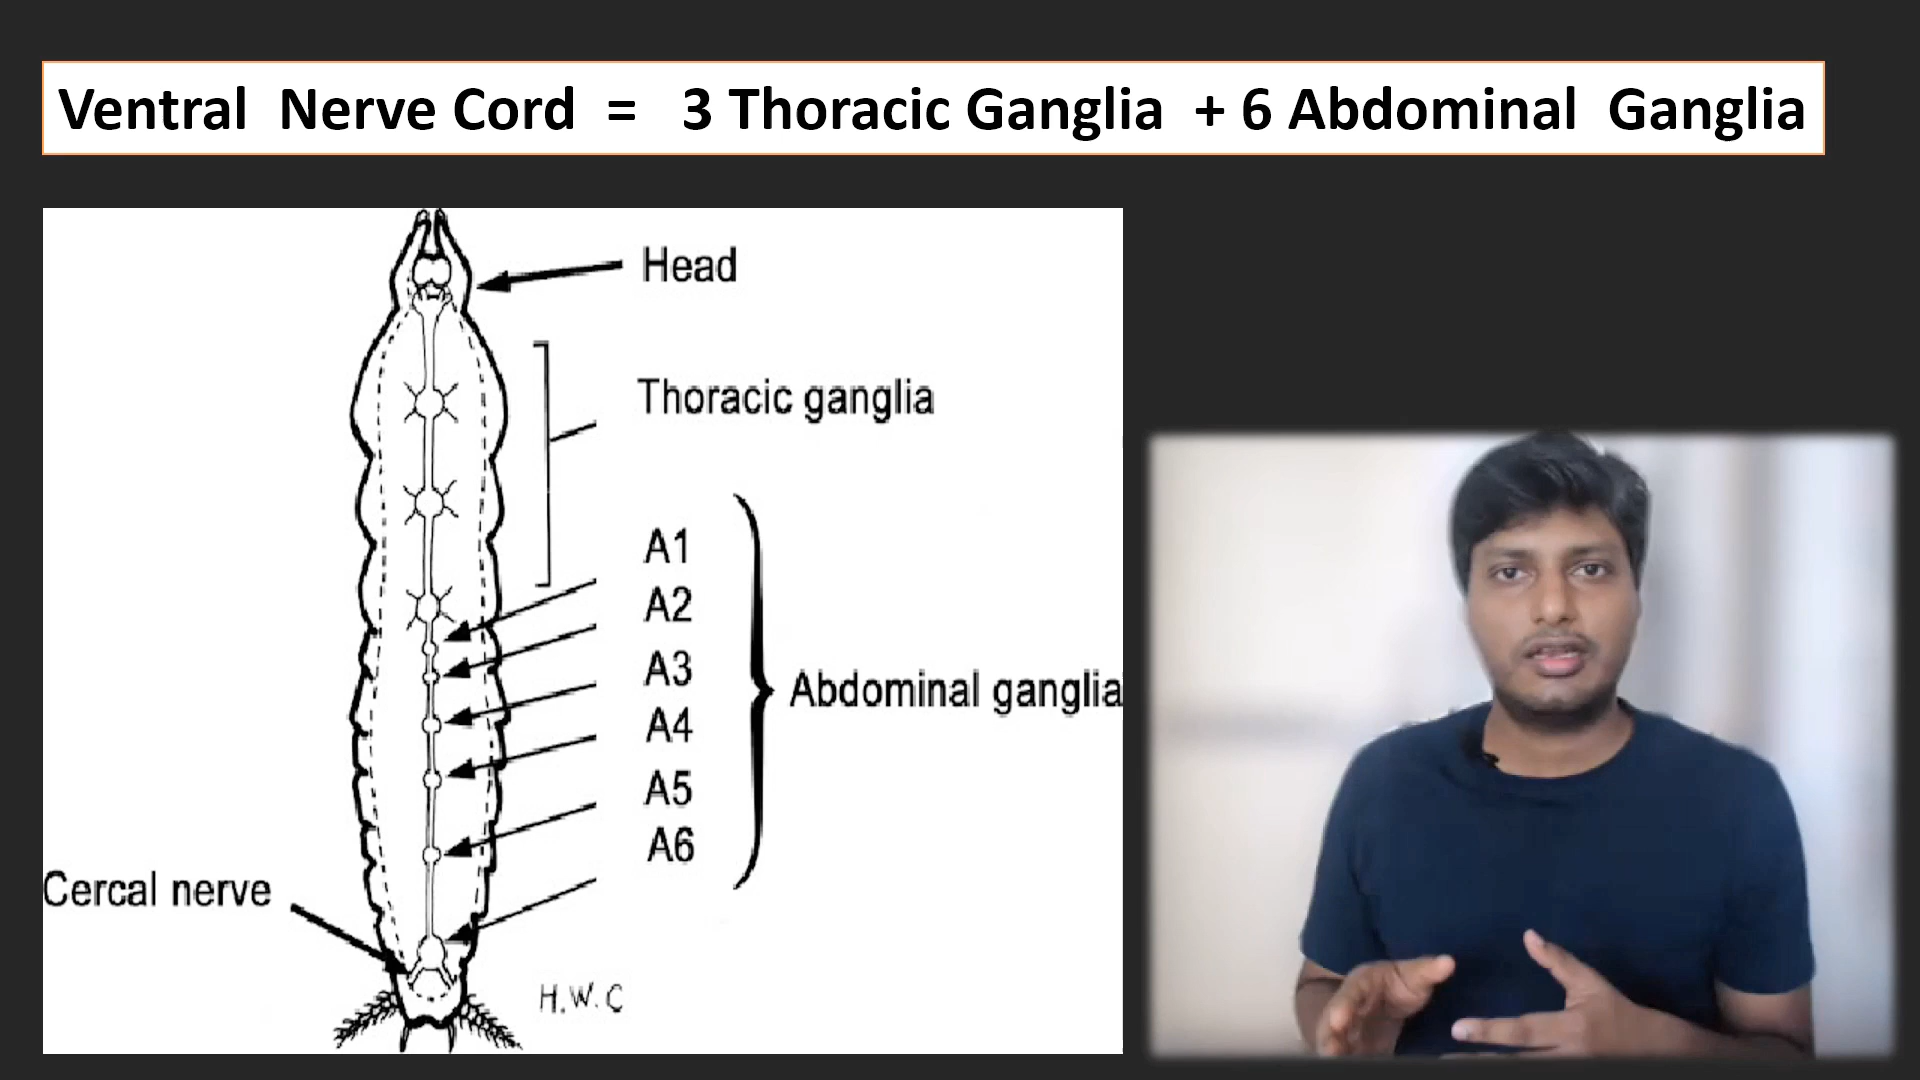 Ventral Nerve Cord = 3 Thoracic Ganglia + 6 Abdominal Ganglia
Head
Thoracic ganglia
A1
A2
A3
A4
A5
A6
Abdominal ganglia
Cercal nerve
H.W.C